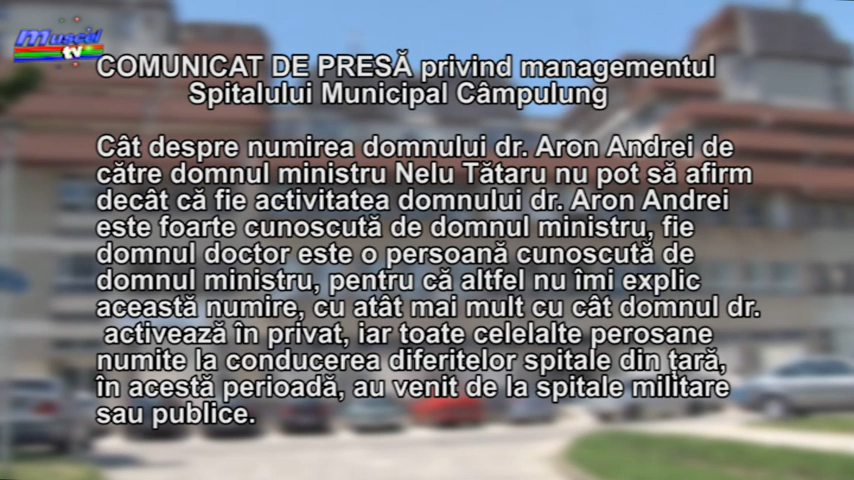 Muscel
tv
COMUNICAT DE PRESĂ privind managementul
Spitalului Municipal Câmpulung
Cât despre numirea domnului dr. Aron Andrei de
către domnul ministru Nelu Tătaru nu pot să afirm
decât că fie activitatea domnului dr. Aron Andrei
este foarte cunoscută de domnul ministru, fie
domnul doctor este o persoană cunoscută de
domnul ministru, pentru că altfel nu îmi explic
această numire, cu atât mai mult cu cât domnul dr.
activează în privat, iar toate celelalte perosane
numite la conducerea diferitelor spitale din țară,
în acestă perioadă, au venit de la spitale militare
sau publice.